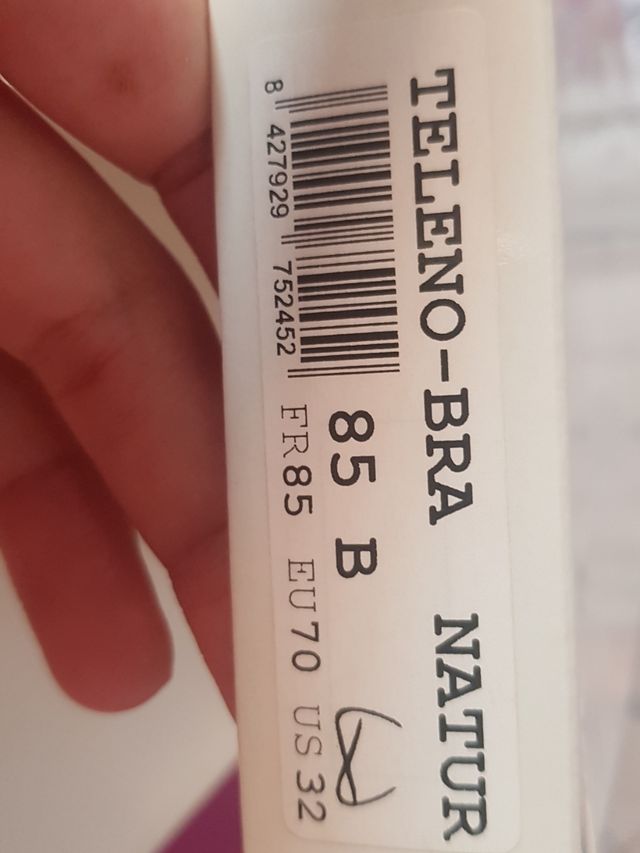 TELENO-BRA NATUR
8 427929 752452
85 B
FR85 EU70 US32